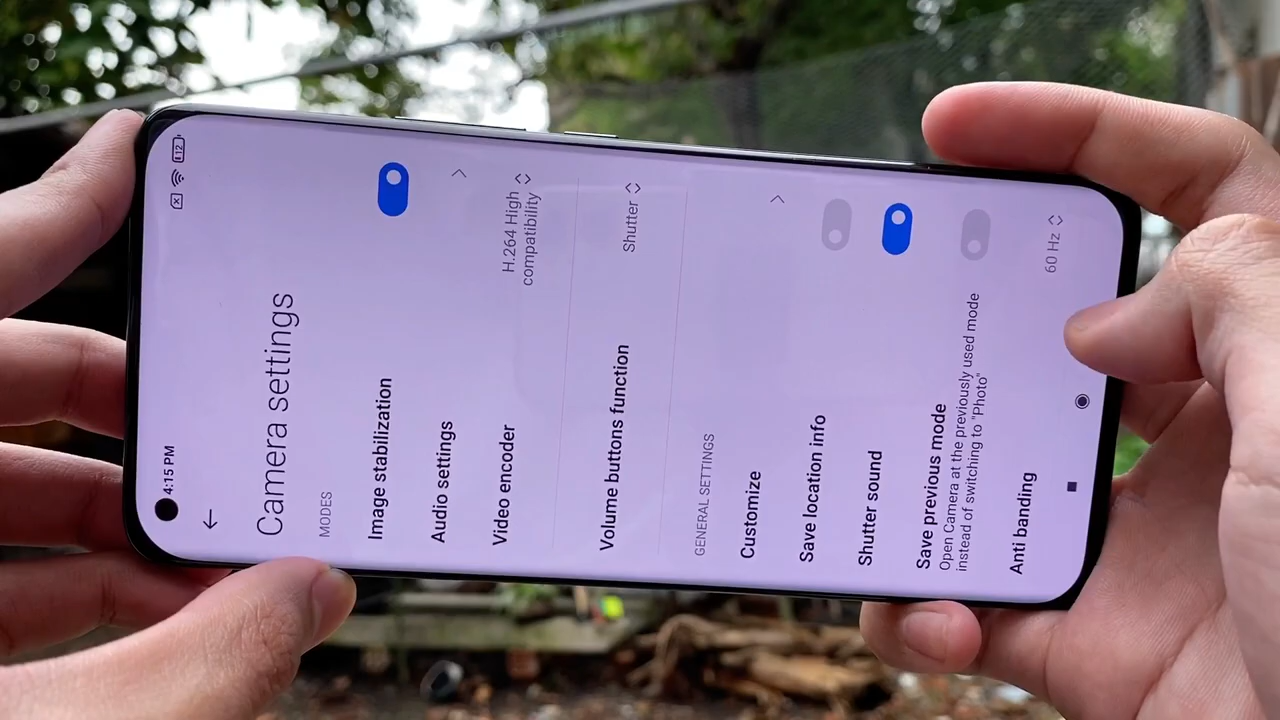 4:15 PM
12
Camera settings
MODES
Image stabilization
Audio settings
Video encoder
H.264 High
compatibility
Volume buttons function
Shutter
GENERAL SETTINGS
Customize
Save location info
Shutter sound
Save previous mode
Open Camera at the previously used mode
instead of switching to "Photo"
Anti banding
60 Hz